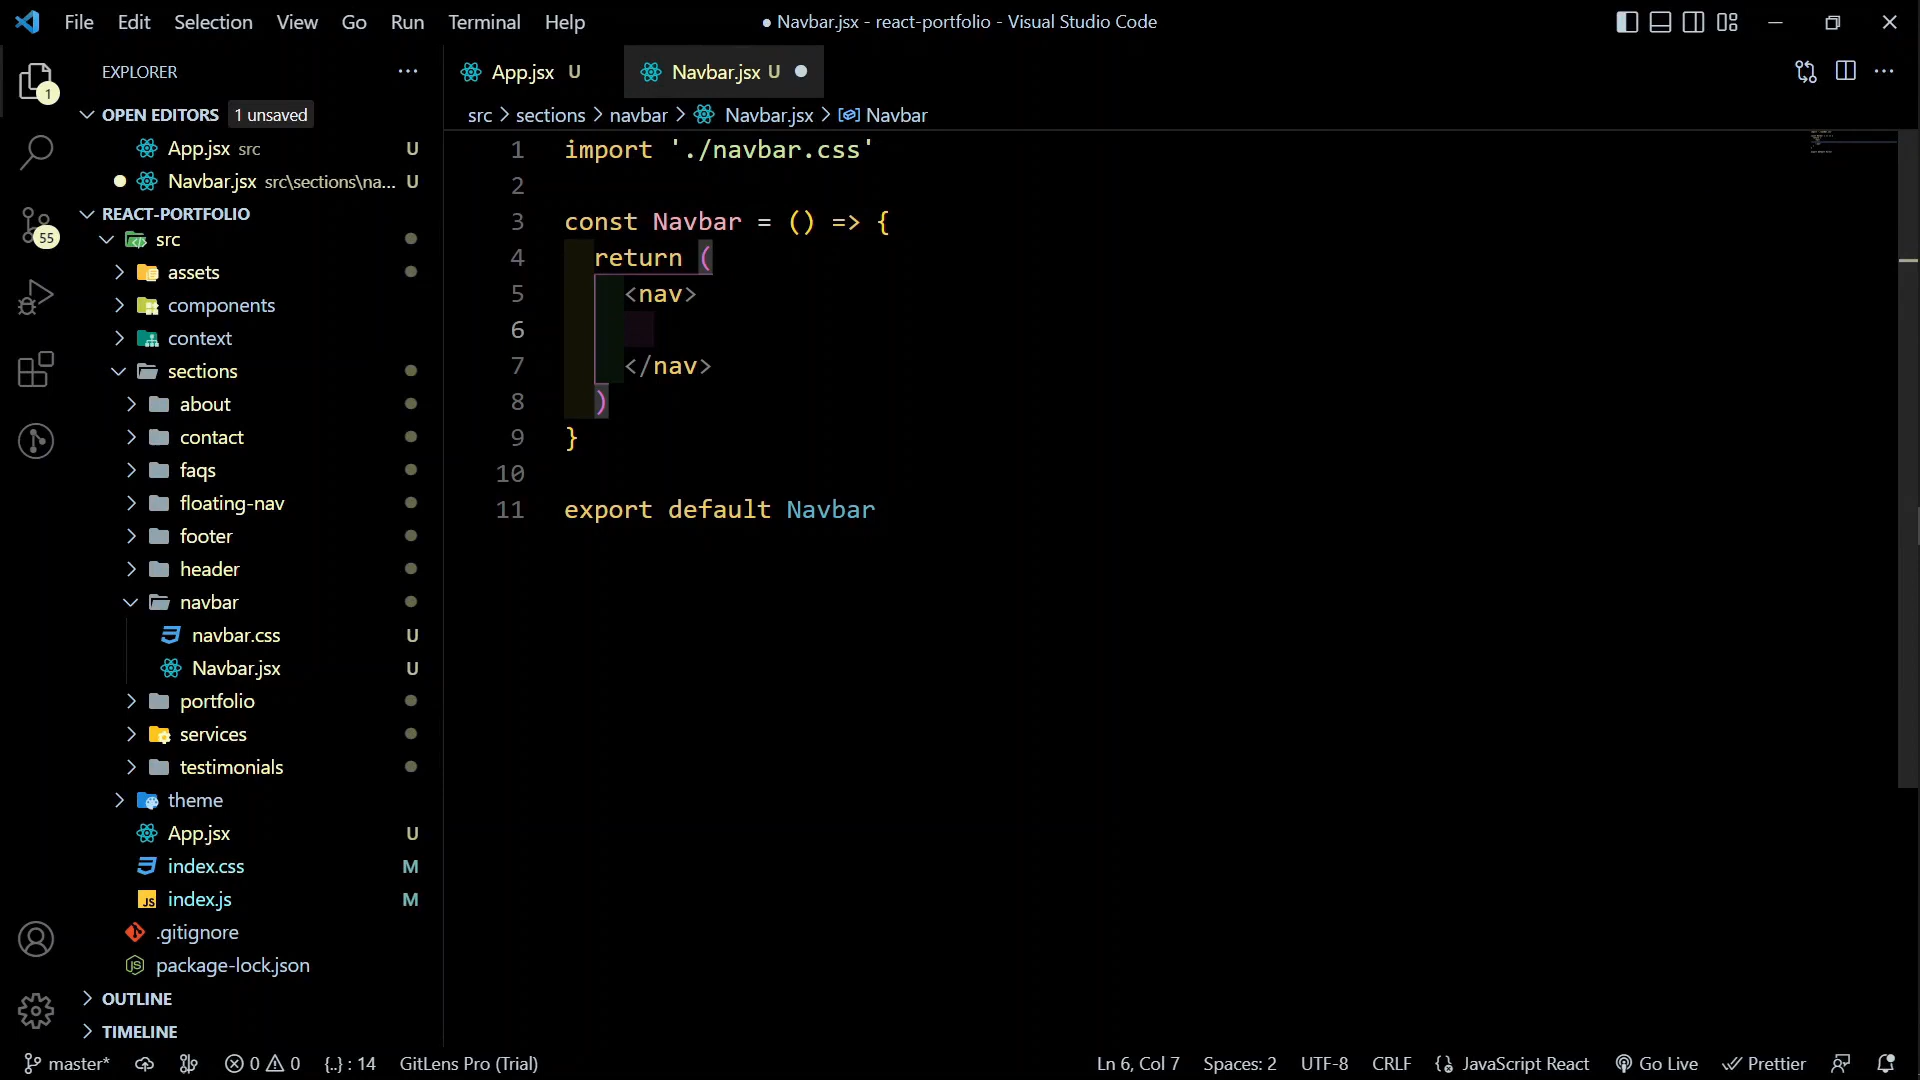 File Edit Selection View Go Run Terminal Help
● Navbar.jsx - react-portfolio - Visual Studio Code
EXPLORER
1
OPEN EDITORS 1 unsaved
App.jsx src U
Navbar.jsx src\sections\na... U
55
REACT-PORTFOLIO
src
assets
components
context
sections
about
contact
faqs
floating-nav
footer
header
navbar
navbar.css U
Navbar.jsx U
portfolio
services
testimonials
theme
App.jsx U
index.css M
JS index.js M
.gitignore
package-lock.json
OUTLINE
TIMELINE
App.jsx U
Navbar.jsx U
src > sections > navbar > Navbar.jsx > Navbar
1 import './navbar.css'
2
3 const Navbar = () => {
4 return (
5 <nav>
6
7 </nav>
8 )
9 }
10
11 export default Navbar
master* 0 0 {..} : 14 GitLens Pro (Trial)
Ln 6, Col 7 Spaces: 2 UTF-8 CRLF JavaScript React Go Live Prettier